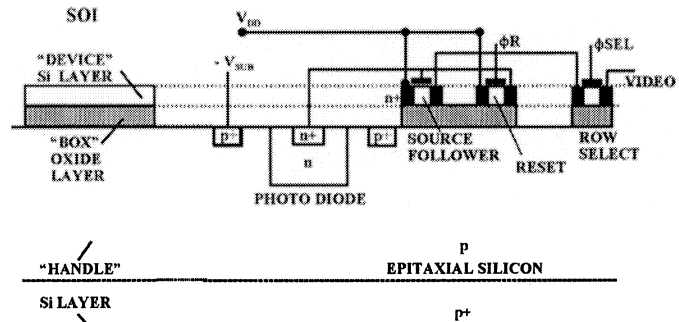 SOI
V_DD
- V_SUB
ϕR
ϕSEL
"DEVICE"
Si LAYER
VIDEO
n+
p+
n+
p+
n
"BOX"
OXIDE
LAYER
SOURCE
FOLLOWER
RESET
ROW
SELECT
PHOTO DIODE
"HANDLE"
p
EPITAXIAL SILICON
Si LAYER
p+